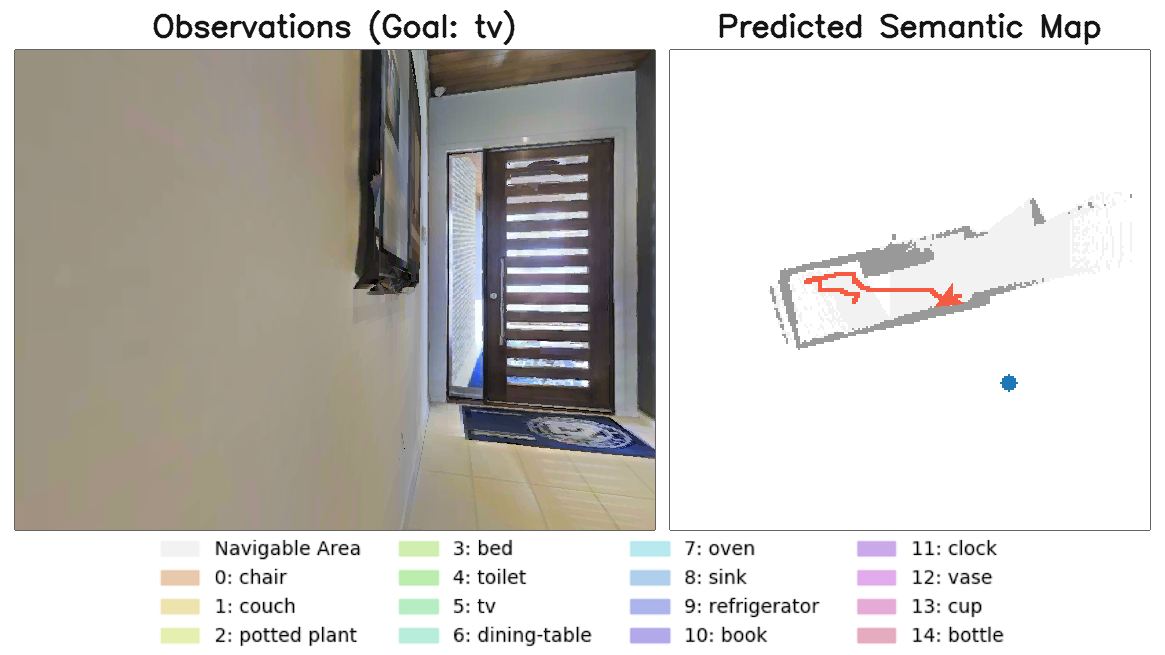 Observations (Goal: tv)
Predicted Semantic Map
Navigable Area
0: chair
1: couch
2: potted plant
3: bed
4: toilet
5: tv
6: dining-table
7: oven
8: sink
9: refrigerator
10: book
11: clock
12: vase
13: cup
14: bottle